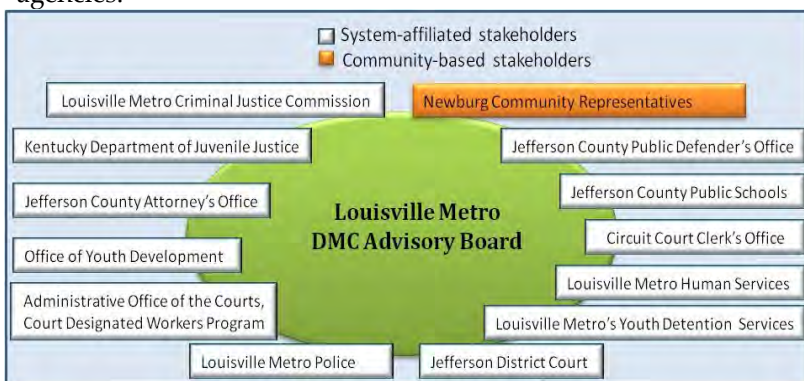 agencies.
System-affiliated stakeholders
Community-based stakeholders
Louisville Metro Criminal Justice Commission
Newburg Community Representatives
Kentucky Department of Juvenile Justice
Jefferson County Public Defender's Office
Jefferson County Attorney's Office
Jefferson County Public Schools
Louisville Metro
DMC Advisory Board
Circuit Court Clerk's Office
Office of Youth Development
Louisville Metro Human Services
Administrative Office of the Courts,
Court Designated Workers Program
Louisville Metro's Youth Detention Services
Louisville Metro Police
Jefferson District Court